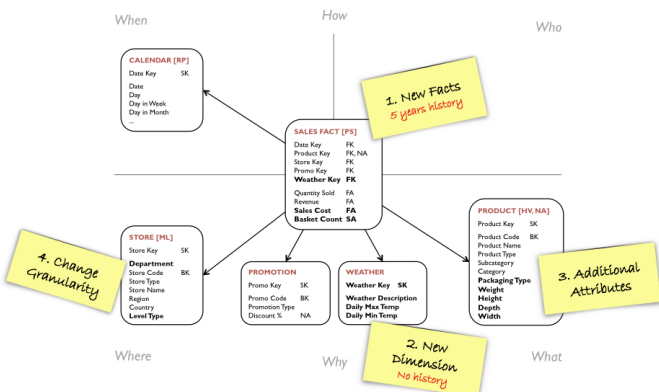 When
How
Who
CALENDAR [RP]
Date Key SK
Date
Day
Day in Week
Day in Month
...
1. New Facts
5 years history
SALES FACT [PS]
Date Key FK
Product Key FK, NA
Store Key FK
Promo Key FK
Weather Key FK
Quantity Sold FA
Revenue FA
Sales Cost FA
Basket Count SA
4. Change
Granularity
STORE [ML]
Store Key SK
Department
Store Code BK
Store Type
Store Name
Region
Country
Level Type
PROMOTION
Promo Key SK
Promo Code BK
Promotion Type
Discount % NA
WEATHER
Weather Key SK
Weather Description
Daily Max Temp
Daily Min Temp
PRODUCT [HV, NA]
Product Key SK
Product Code BK
Product Name
Product Type
Subcategory
Category
Packaging Type
Weight
Height
Depth
Width
3. Additional
Attributes
2. New
Dimension
No history
Where
Why
What